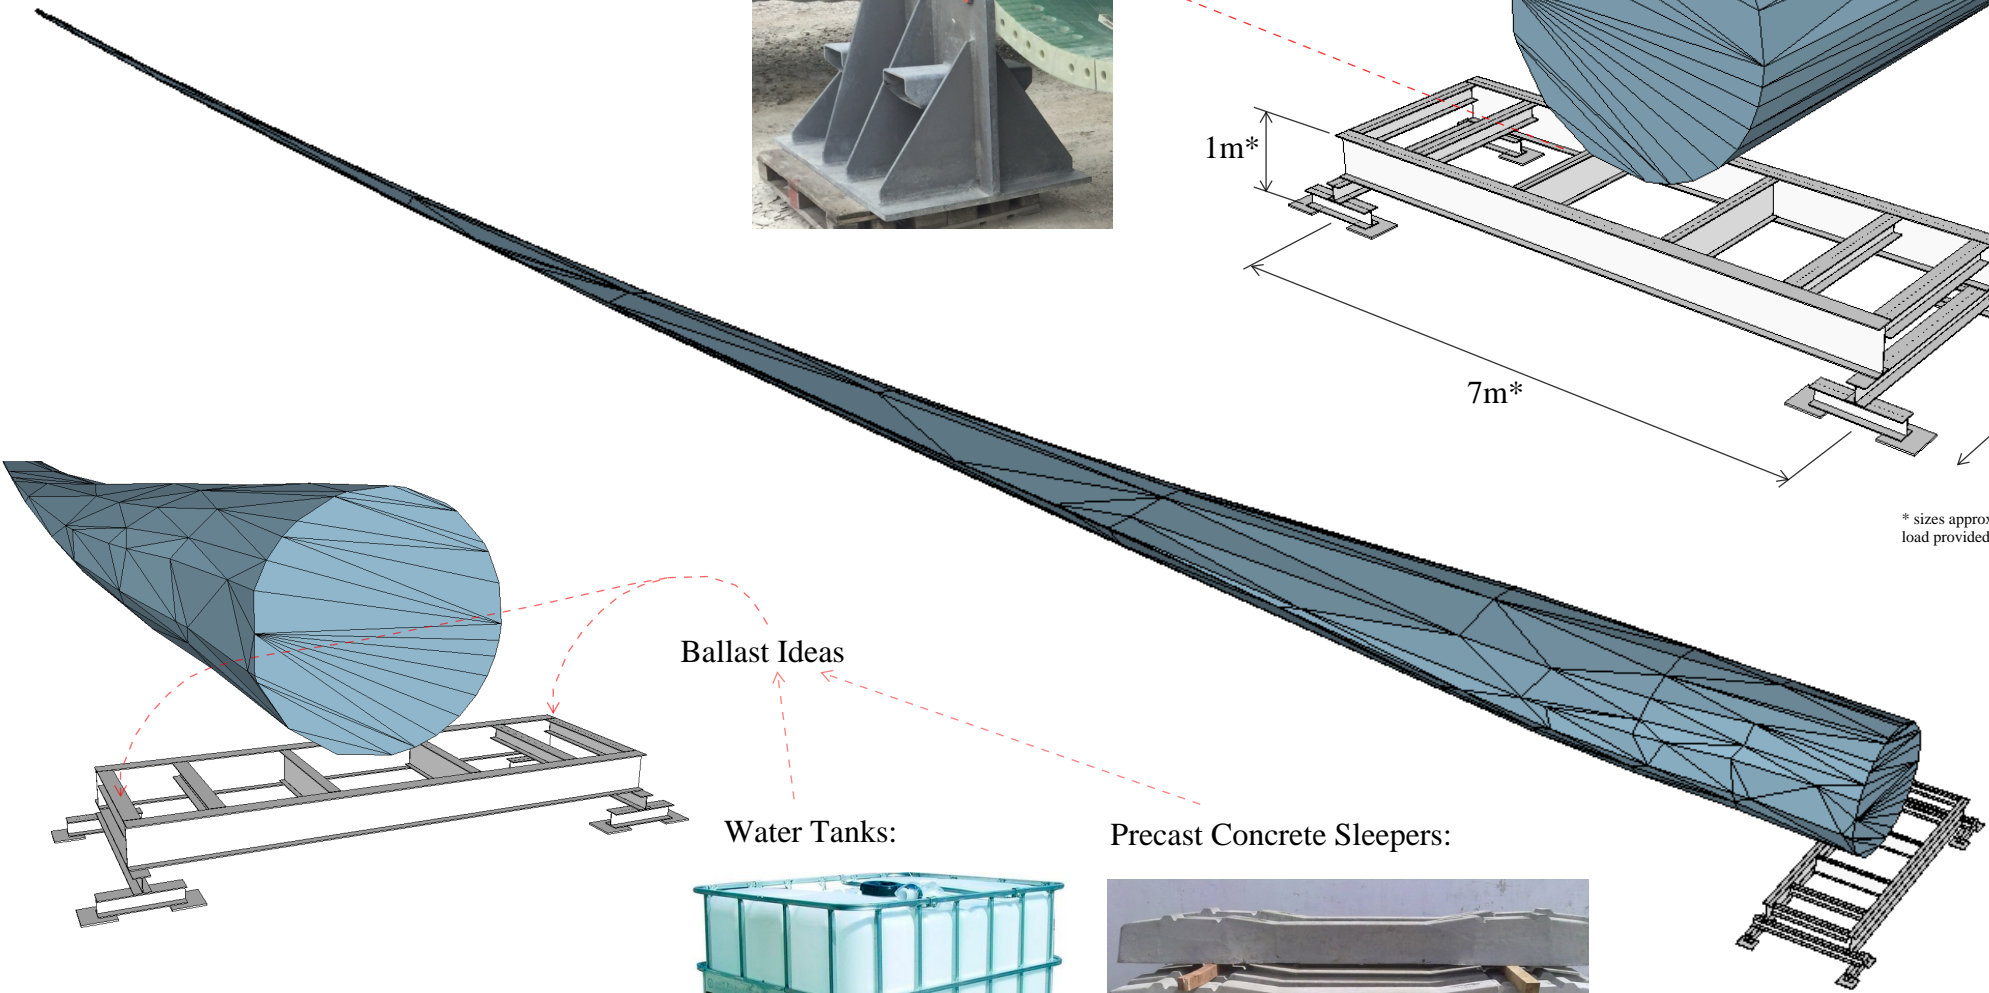 1m*
7m*
* sizes approx
load provided
Ballast Ideas
Water Tanks:
Precast Concrete Sleepers: